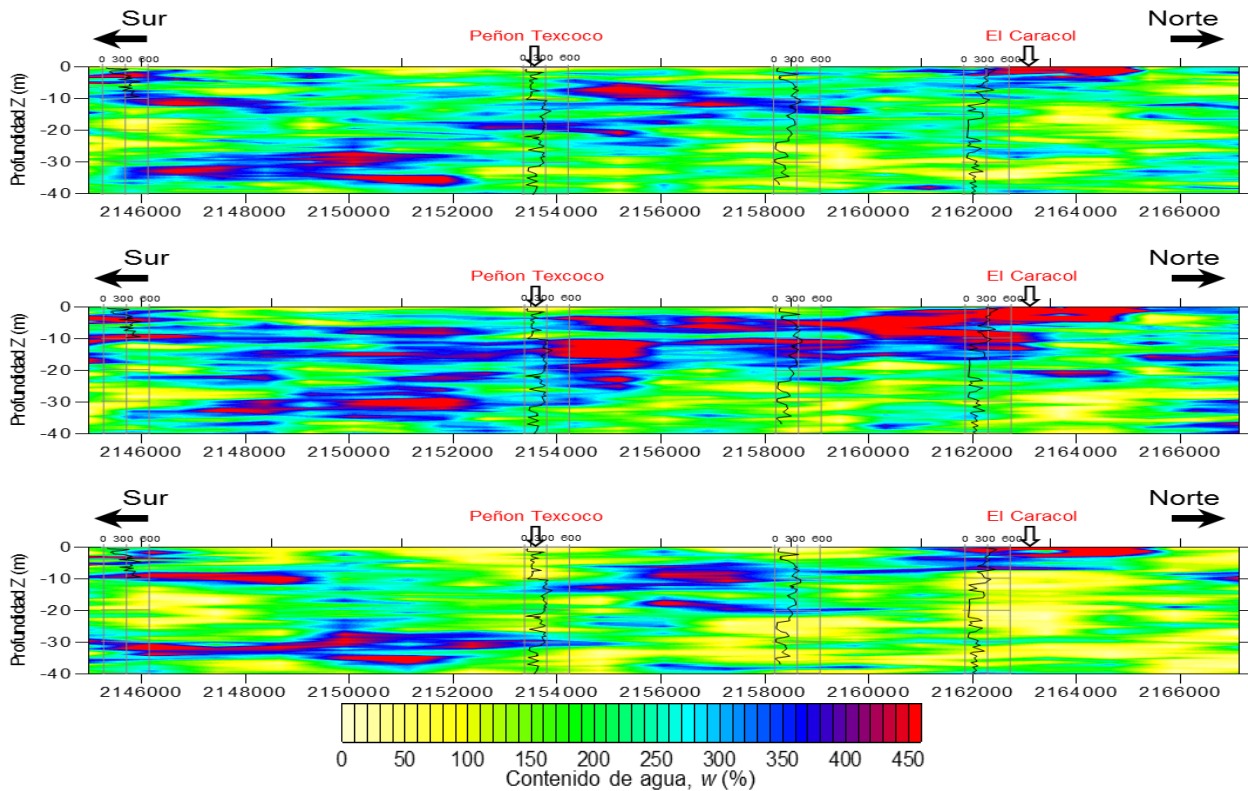 Sur Norte
Peñon Texcoco El Caracol
0 300 600 0 300 600 0 300 600 0 300 600
Profundidad Z (m)
0
-10
-20
-30
-40
2146000 2148000 2150000 2152000 2154000 2156000 2158000 2160000 2162000 2164000 2166000
Sur Norte
Peñon Texcoco El Caracol
0 300 600 0 300 600 0 300 600 0 300 600
Profundidad Z (m)
0
-10
-20
-30
-40
2146000 2148000 2150000 2152000 2154000 2156000 2158000 2160000 2162000 2164000 2166000
Sur Norte
Peñon Texcoco El Caracol
0 300 600 0 300 600 0 300 600 0 300 600
Profundidad Z (m)
0
-10
-20
-30
-40
2146000 2148000 2150000 2152000 2154000 2156000 2158000 2160000 2162000 2164000 2166000
0 50 100 150 200 250 300 350 400 450
Contenido de agua, w (%)